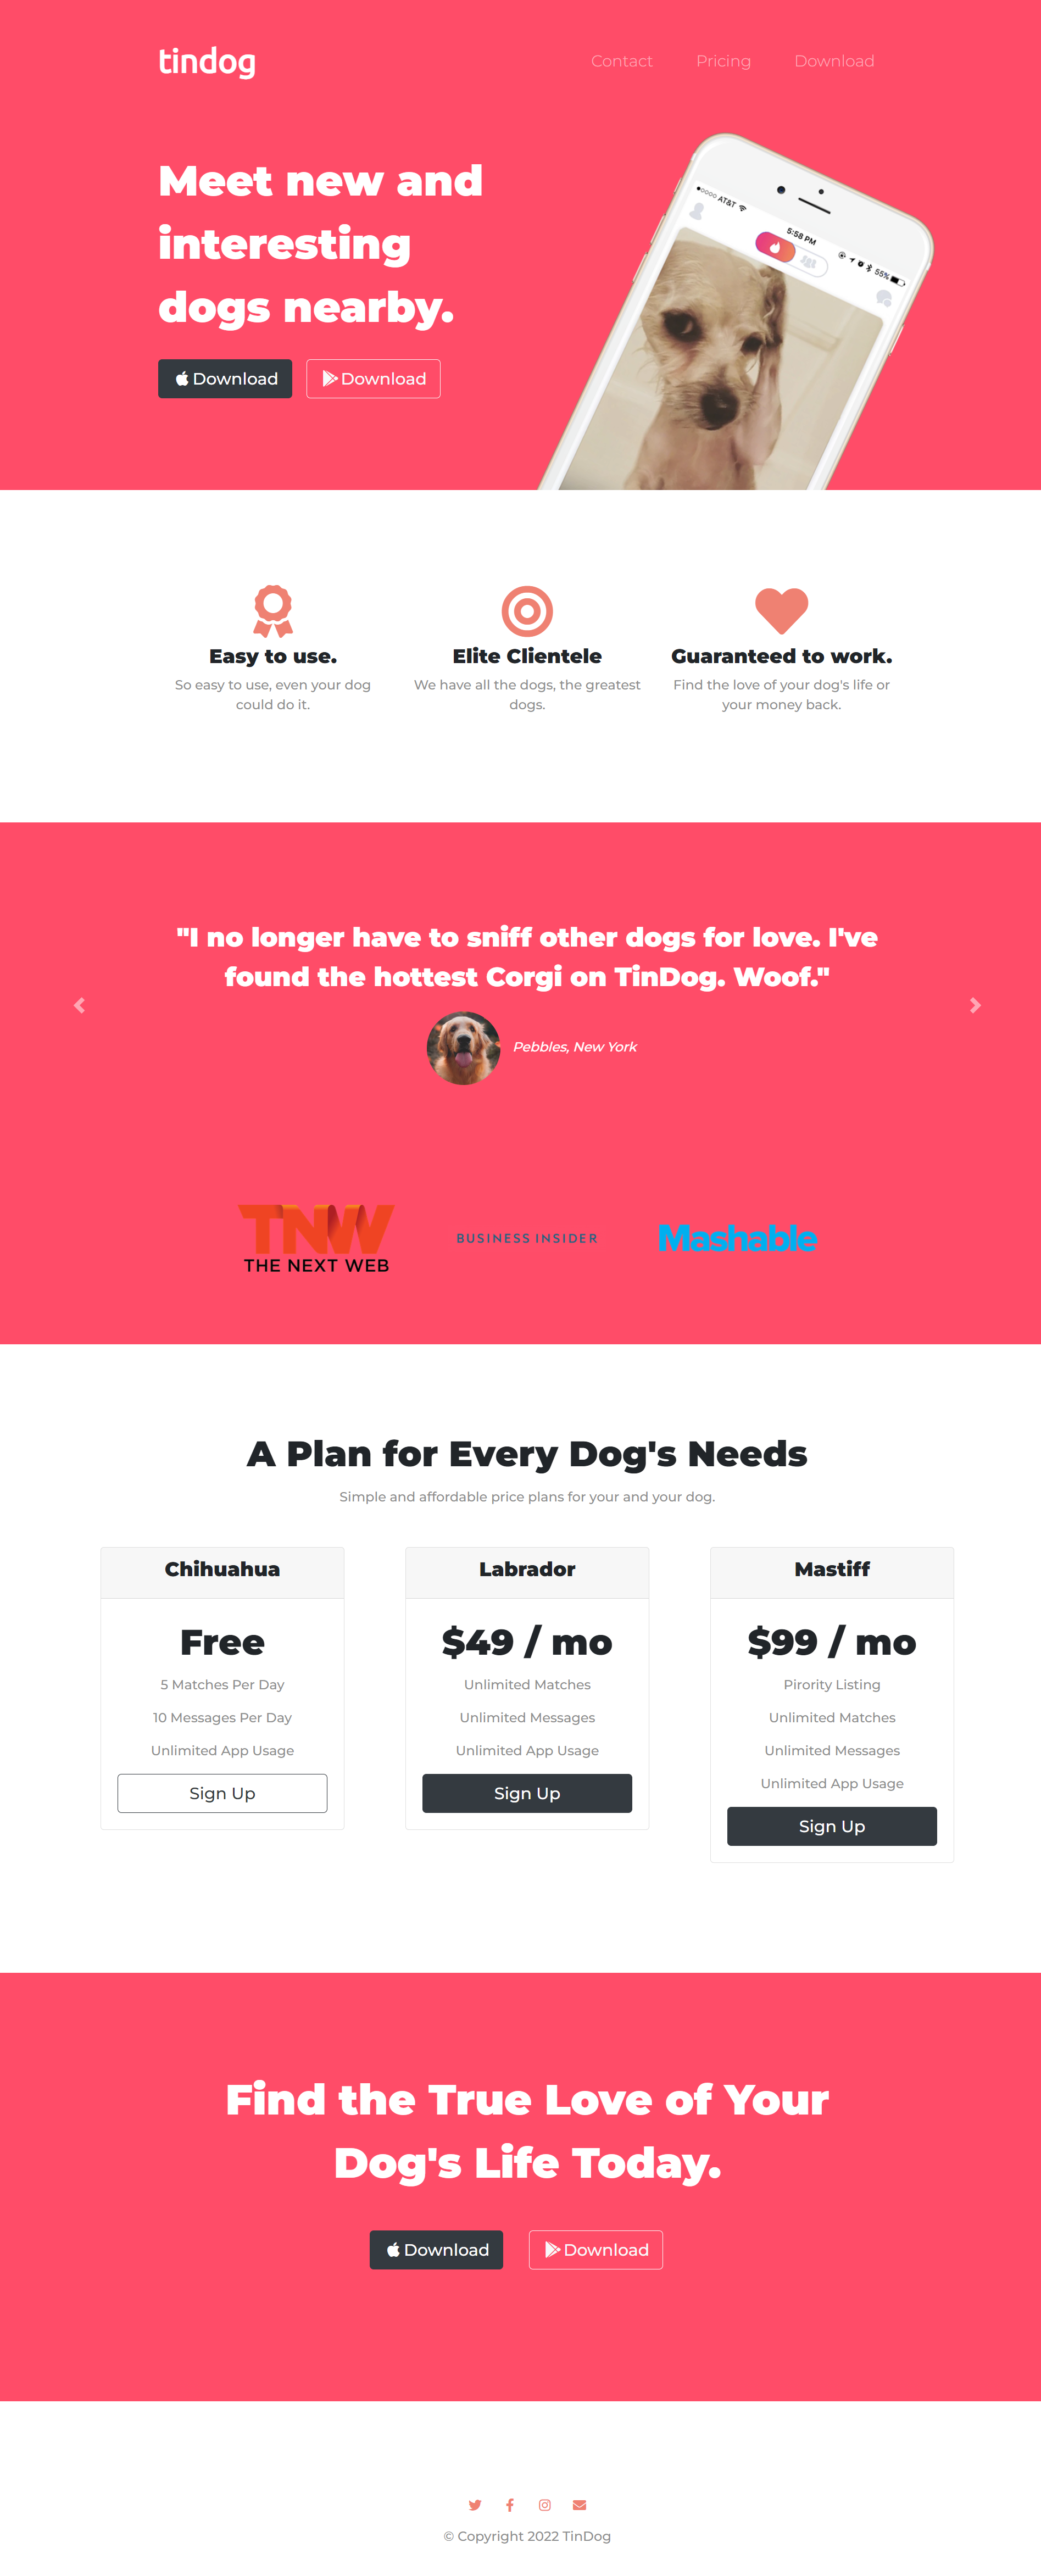 tindog
Contact Pricing Download
Meet new and
interesting
dogs nearby.
AT&T
5:58 PM
55%
Download Download
Easy to use.
So easy to use, even your dog
could do it.
Elite Clientele
We have all the dogs, the greatest
dogs.
Guaranteed to work.
Find the love of your dog's life or
your money back.
"I no longer have to sniff other dogs for love. I've
found the hottest Corgi on TinDog. Woof."
Pebbles, New York
TNW
THE NEXT WEB
BUSINESS INSIDER
Mashable
A Plan for Every Dog's Needs
Simple and affordable price plans for your and your dog.
Chihuahua
Free
5 Matches Per Day
10 Messages Per Day
Unlimited App Usage
Sign Up
Labrador
$49 / mo
Unlimited Matches
Unlimited Messages
Unlimited App Usage
Sign Up
Mastiff
$99 / mo
Pirority Listing
Unlimited Matches
Unlimited Messages
Unlimited App Usage
Sign Up
Find the True Love of Your
Dog's Life Today.
Download Download
© Copyright 2022 TinDog